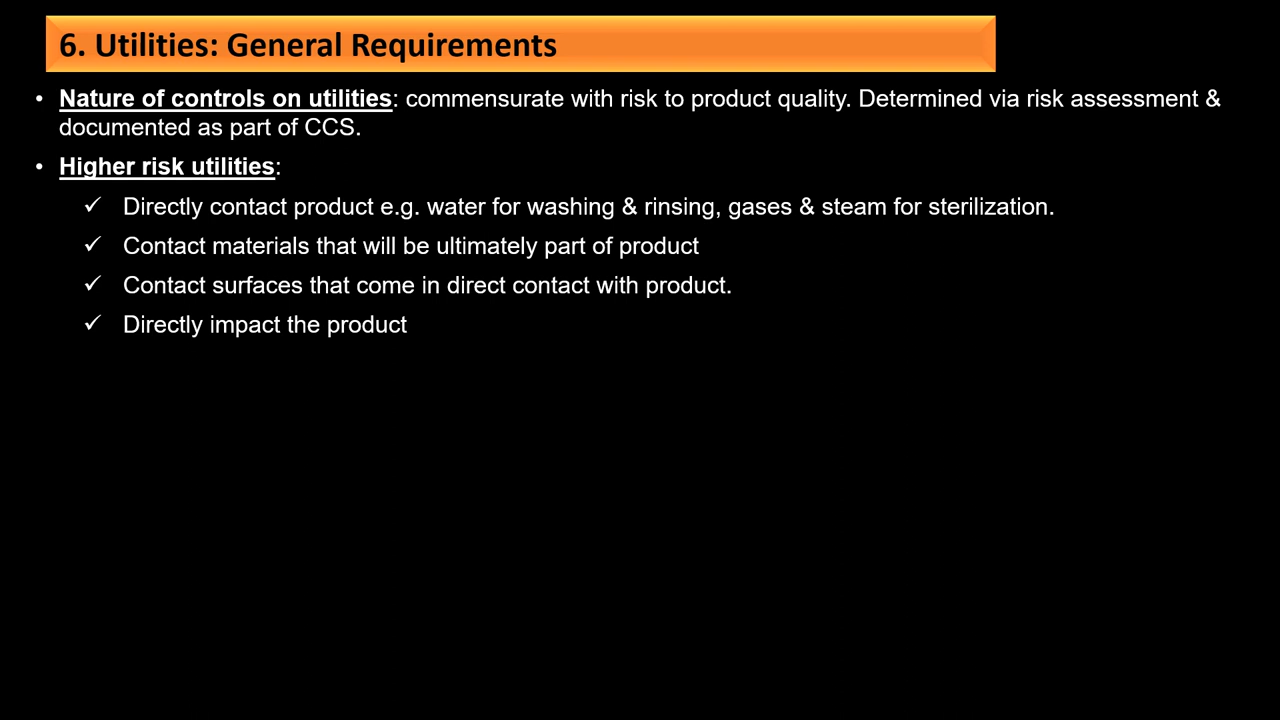 6. Utilities: General Requirements
• Nature of controls on utilities: commensurate with risk to product quality. Determined via risk assessment &
documented as part of CCS.
• Higher risk utilities:
✓ Directly contact product e.g. water for washing & rinsing, gases & steam for sterilization.
✓ Contact materials that will be ultimately part of product
✓ Contact surfaces that come in direct contact with product.
✓ Directly impact the product